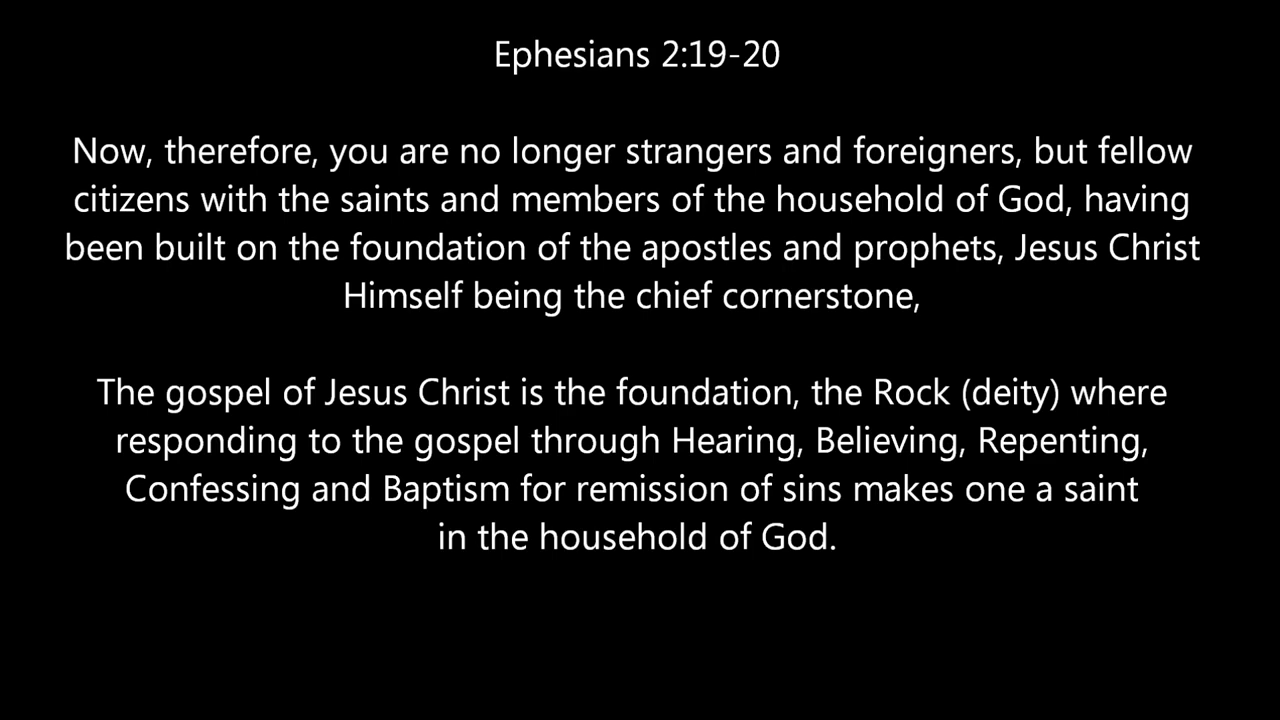 Ephesians 2:19-20
Now, therefore, you are no longer strangers and foreigners, but fellow
citizens with the saints and members of the household of God, having
been built on the foundation of the apostles and prophets, Jesus Christ
Himself being the chief cornerstone,
The gospel of Jesus Christ is the foundation, the Rock (deity) where
responding to the gospel through Hearing, Believing, Repenting,
Confessing and Baptism for remission of sins makes one a saint
in the household of God.